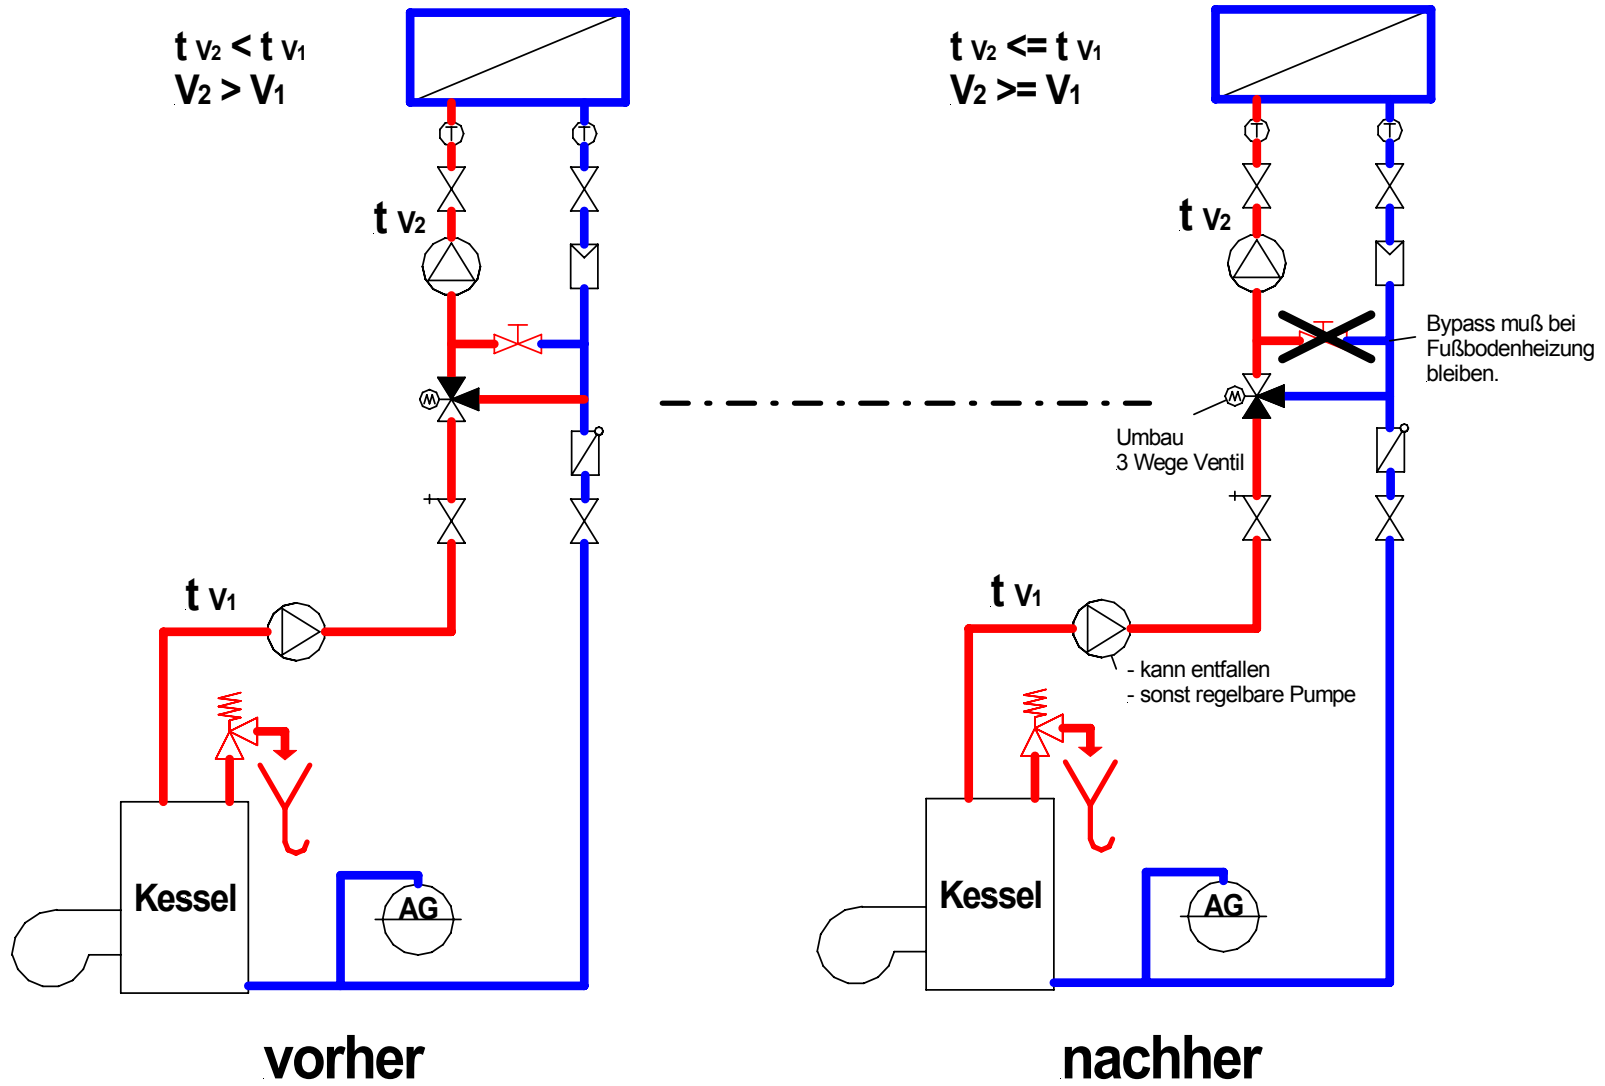 t V2 < t V1
V2 > V1
T
T
t V2
M
t V1
Kessel
AG
vorher
t V2 <= t V1
V2 >= V1
T
T
t V2
Bypass muß bei
Fußbodenheizung
bleiben.
M
Umbau
3 Wege Ventil
t V1
- kann entfallen
- sonst regelbare Pumpe
Kessel
AG
nachher